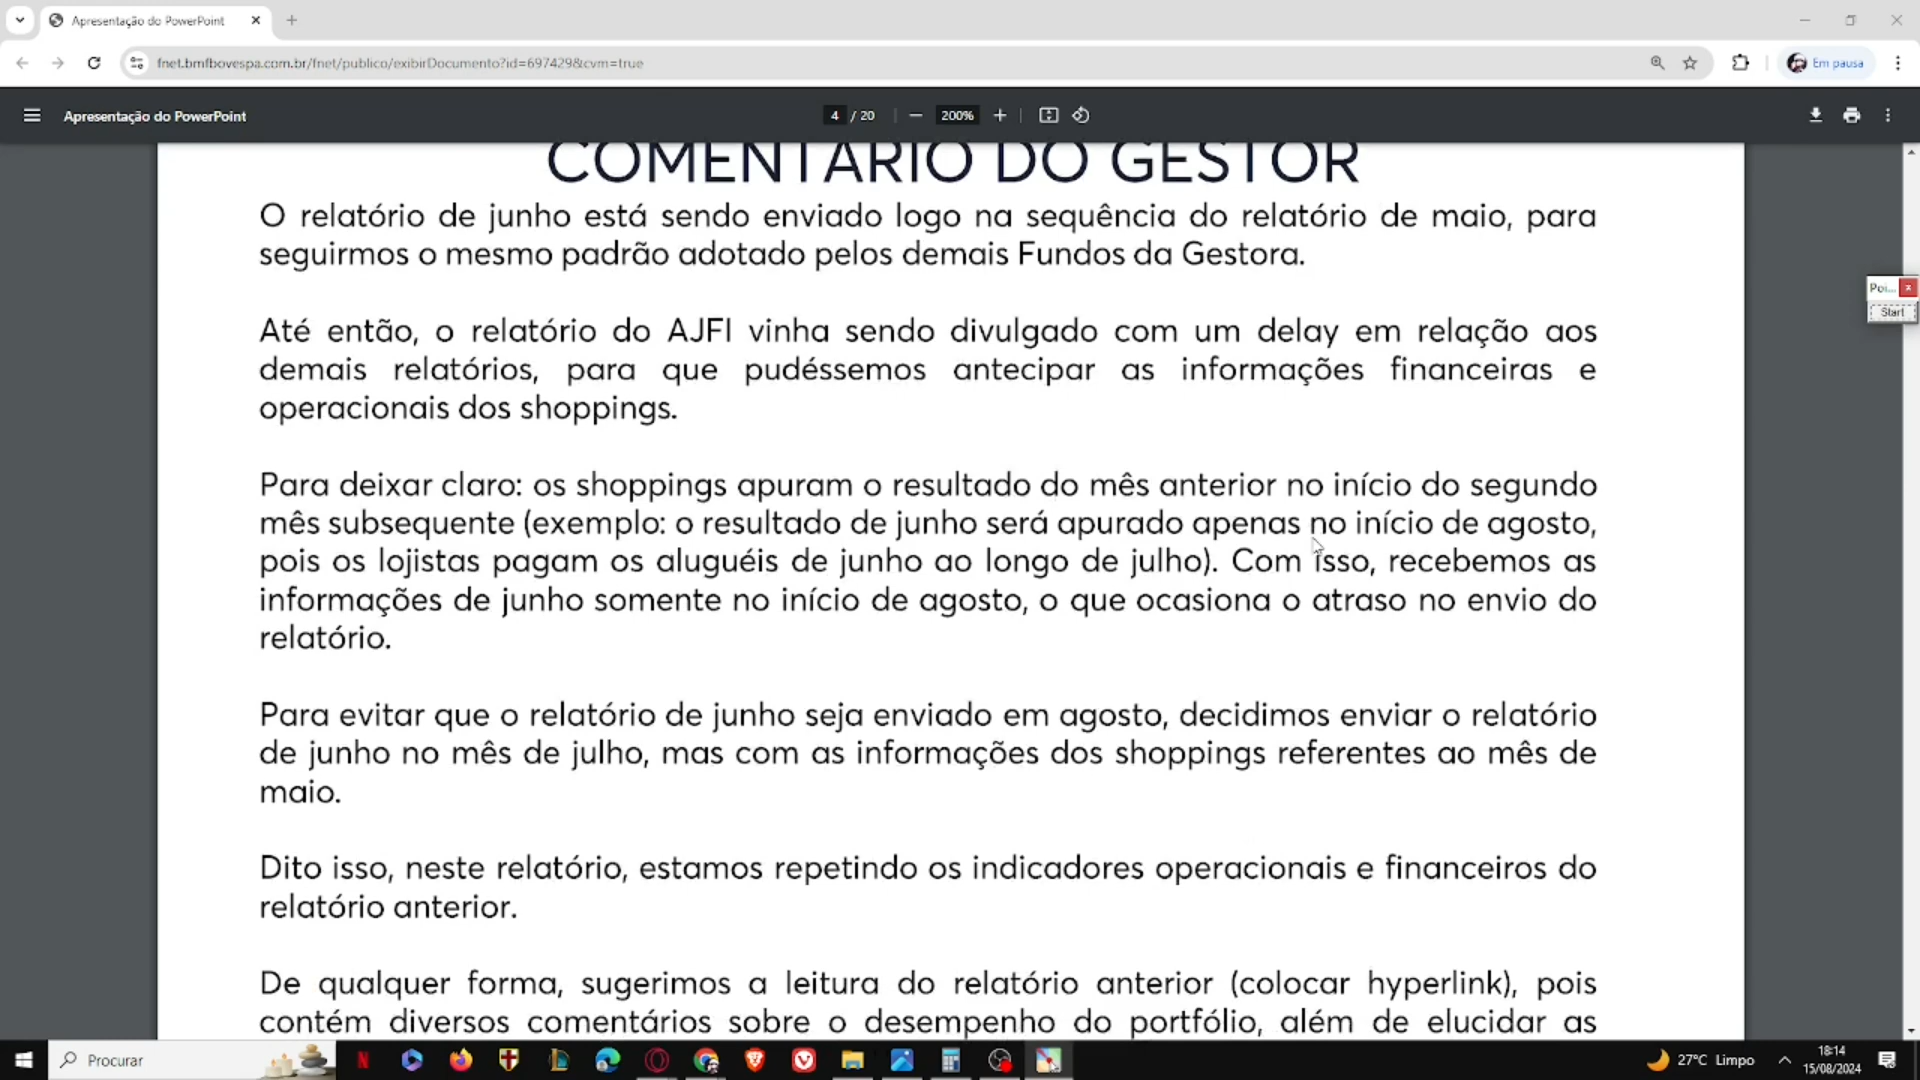 Apresentação do PowerPoint
fnet.bmfbovespa.com.br/fnet/publico/exibirDocumento?id=697429&cvm=true
Em pausa
Apresentação do PowerPoint
4 / 20
200%
COMENTÁRIO DO GESTOR
O relatório de junho está sendo enviado logo na sequência do relatório de maio, para
seguirmos o mesmo padrão adotado pelos demais Fundos da Gestora.
Até então, o relatório do AJFI vinha sendo divulgado com um delay em relação aos
demais relatórios, para que pudéssemos antecipar as informações financeiras e
operacionais dos shoppings.
Para deixar claro: os shoppings apuram o resultado do mês anterior no início do segundo
mês subsequente (exemplo: o resultado de junho será apurado apenas no início de agosto,
pois os lojistas pagam os aluguéis de junho ao longo de julho). Com isso, recebemos as
informações de junho somente no início de agosto, o que ocasiona o atraso no envio do
relatório.
Para evitar que o relatório de junho seja enviado em agosto, decidimos enviar o relatório
de junho no mês de julho, mas com as informações dos shoppings referentes ao mês de
maio.
Dito isso, neste relatório, estamos repetindo os indicadores operacionais e financeiros do
relatório anterior.
De qualquer forma, sugerimos a leitura do relatório anterior (colocar hyperlink), pois
contém diversos comentários sobre o desempenho do portfólio, além de elucidar as
Poi...
Start
Procurar
27°C Limpo
18:14
15/08/2024